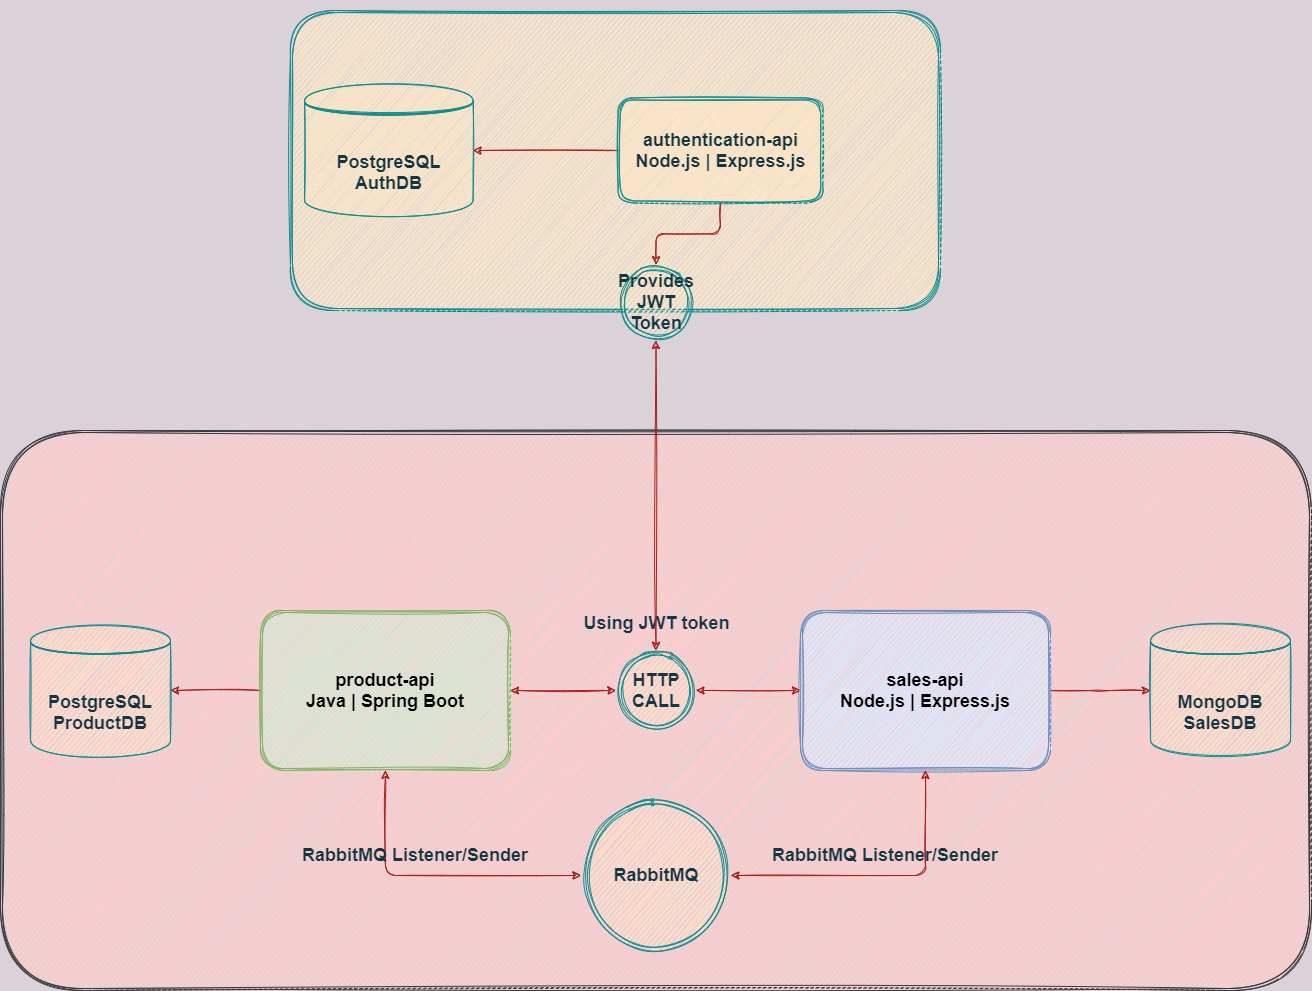 authentication-api
Node.js | Express.js
PostgreSQL
AuthDB
Provides
JWT
Token
Using JWT token
product-api
Java | Spring Boot
HTTP
CALL
sales-api
Node.js | Express.js
PostgreSQL
ProductDB
MongoDB
SalesDB
RabbitMQ Listener/Sender
RabbitMQ Listener/Sender
RabbitMQ